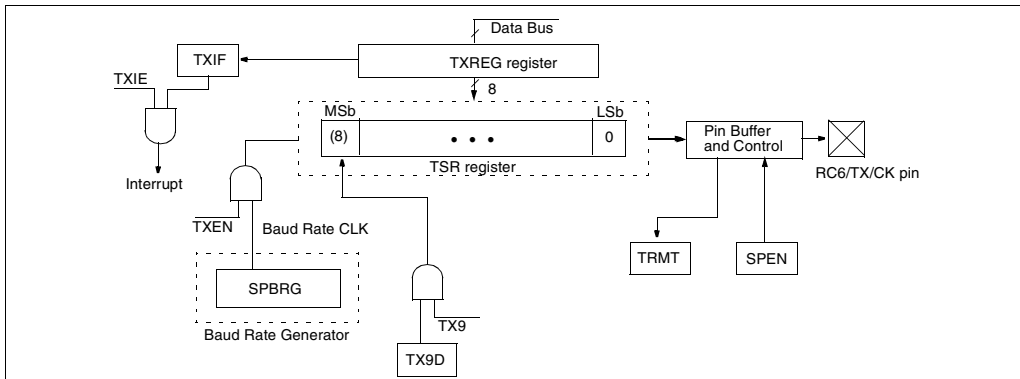 Data Bus
TXIF
TXREG register
TXIE
8
MSb
LSb
(8)
• • •
0
Pin Buffer
and Control
TSR register
RC6/TX/CK pin
Interrupt
TXEN
Baud Rate CLK
TRMT
SPEN
SPBRG
TX9
Baud Rate Generator
TX9D